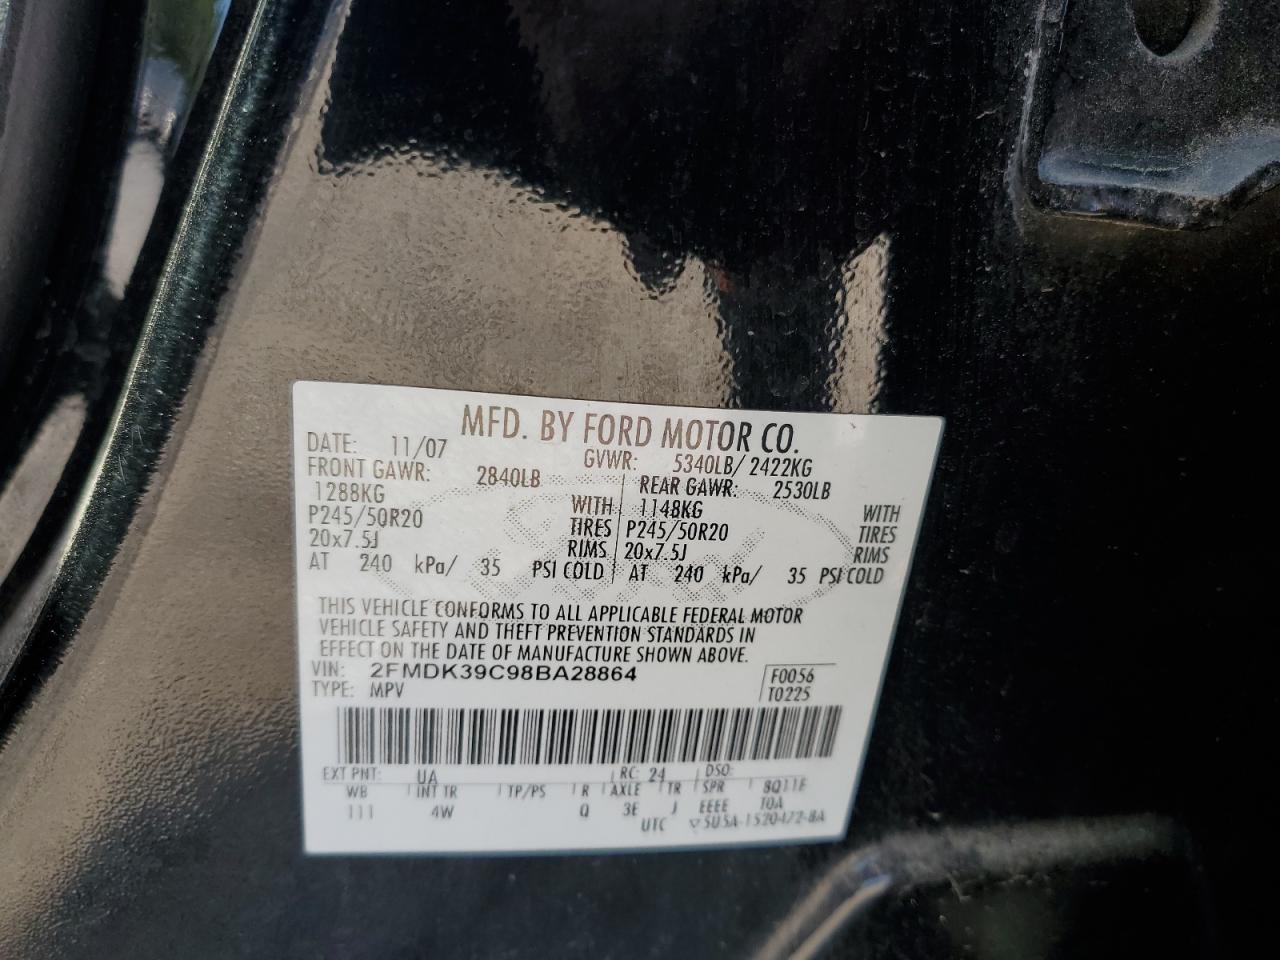 MFD. BY FORD MOTOR CO.
DATE: 11/07 GVWR: 5340LB/ 2422KG
FRONT GAWR: 2840LB REAR GAWR: 2530LB
1288KG WITH 1148KG WITH
P245/50R20 TIRES P245/50R20 TIRES
20x7.5J RIMS 20x7.5J RIMS
AT 240 kPa/ 35 PSI COLD AT 240 kPa/ 35 PSI COLD
THIS VEHICLE CONFORMS TO ALL APPLICABLE FEDERAL MOTOR
VEHICLE SAFETY AND THEFT PREVENTION STANDARDS IN
EFFECT ON THE DATE OF MANUFACTURE SHOWN ABOVE.
VIN: 2FMDK39C98BA28864 F0056
TYPE: MPV T0225
EXT PNT: UA RC: 24 DSO:
WB INT TR TP/PS R AXLE TR SPR
111 4W Q 3E J EEEE T0A
UTC